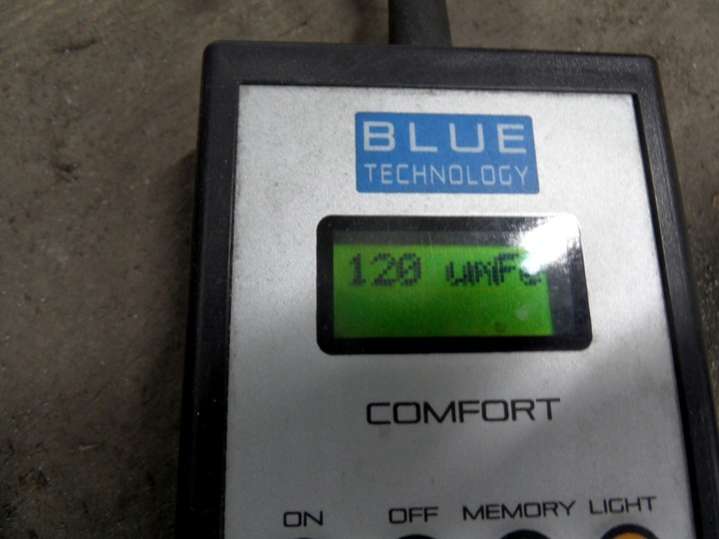 BLUE
TECHNOLOGY
120 umFe
COMFORT
ON OFF MEMORY LIGHT